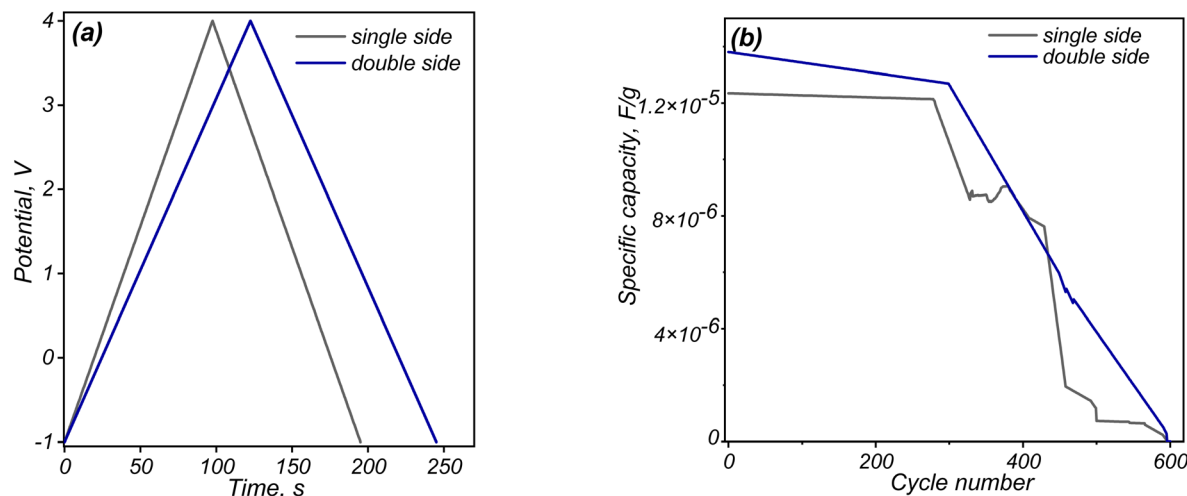 (a)
single side
double side
4
3
2
1
0
-1
Potential, V
0 50 100 150 200 250
Time, s
(b)
single side
double side
1.2×10⁻⁵
8×10⁻⁶
4×10⁻⁶
0
Specific capacity, F/g
0 200 400 600
Cycle number